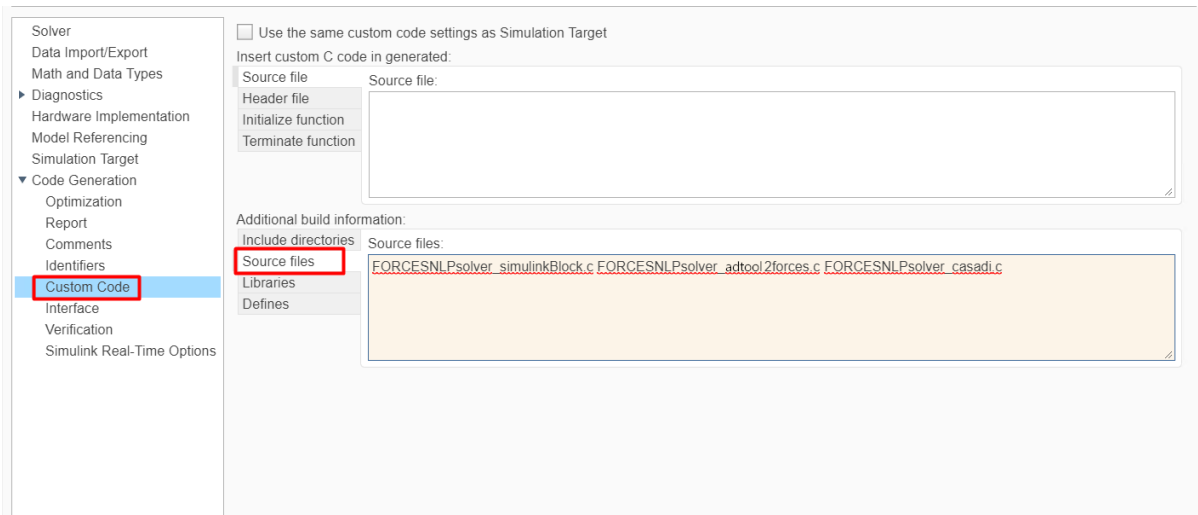 Solver
Data Import/Export
Math and Data Types
Diagnostics
Hardware Implementation
Model Referencing
Simulation Target
Code Generation
Optimization
Report
Comments
Identifiers
Custom Code
Interface
Verification
Simulink Real-Time Options
Use the same custom code settings as Simulation Target
Insert custom C code in generated:
Source file
Header file
Initialize function
Terminate function
Source file:
Additional build information:
Include directories
Source files
Libraries
Defines
Source files:
FORCESNLPsolver_simulinkBlock.c FORCESNLPsolver_adtool2forces.c FORCESNLPsolver_casadi.c